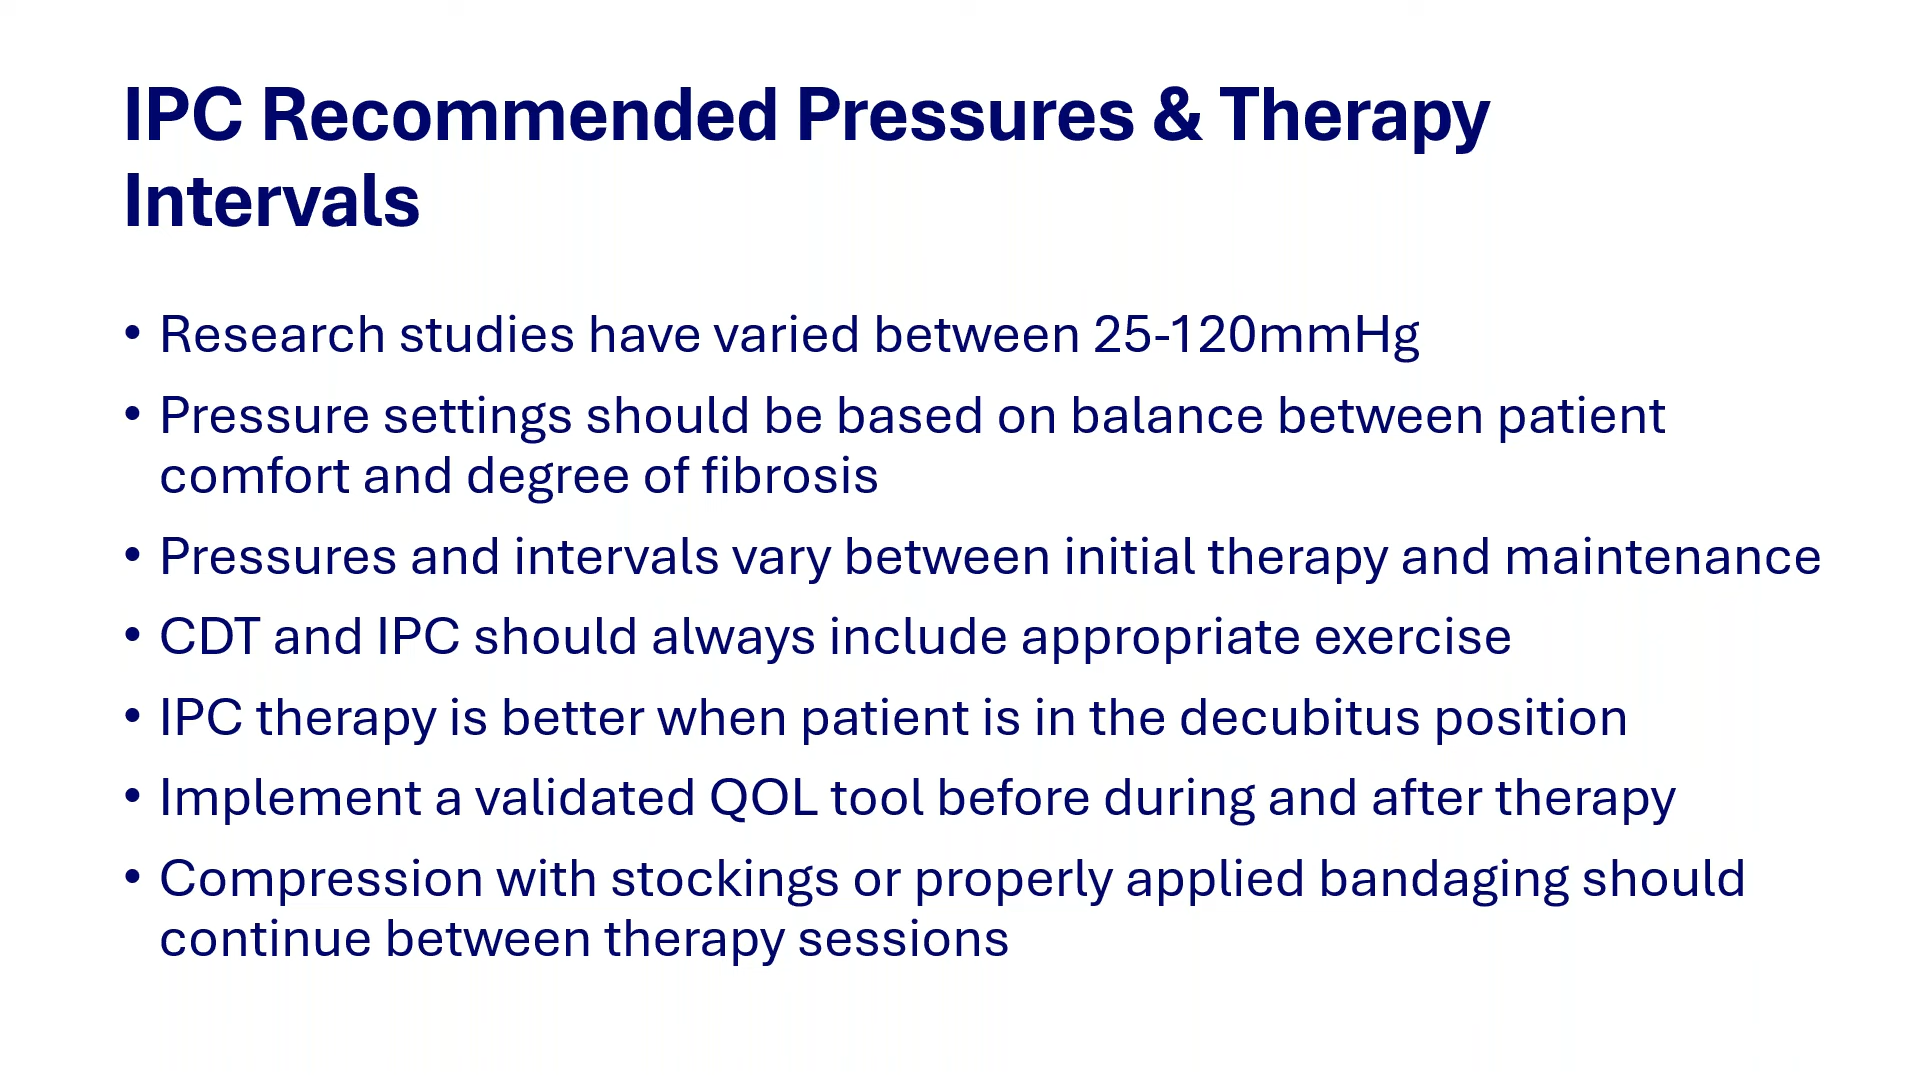 IPC Recommended Pressures & Therapy
Intervals
• Research studies have varied between 25-120mmHg
• Pressure settings should be based on balance between patient
comfort and degree of fibrosis
• Pressures and intervals vary between initial therapy and maintenance
• CDT and IPC should always include appropriate exercise
• IPC therapy is better when patient is in the decubitus position
• Implement a validated QOL tool before during and after therapy
• Compression with stockings or properly applied bandaging should
continue between therapy sessions